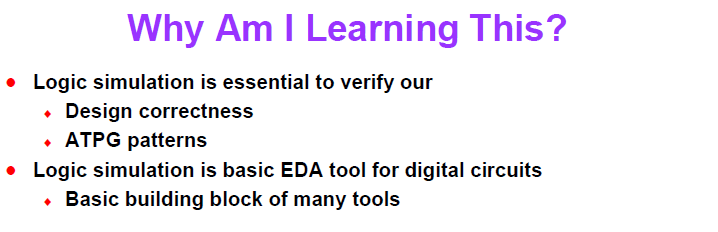 Why Am I Learning This?
Logic simulation is essential to verify our
Design correctness
ATPG patterns
Logic simulation is basic EDA tool for digital circuits
Basic building block of many tools